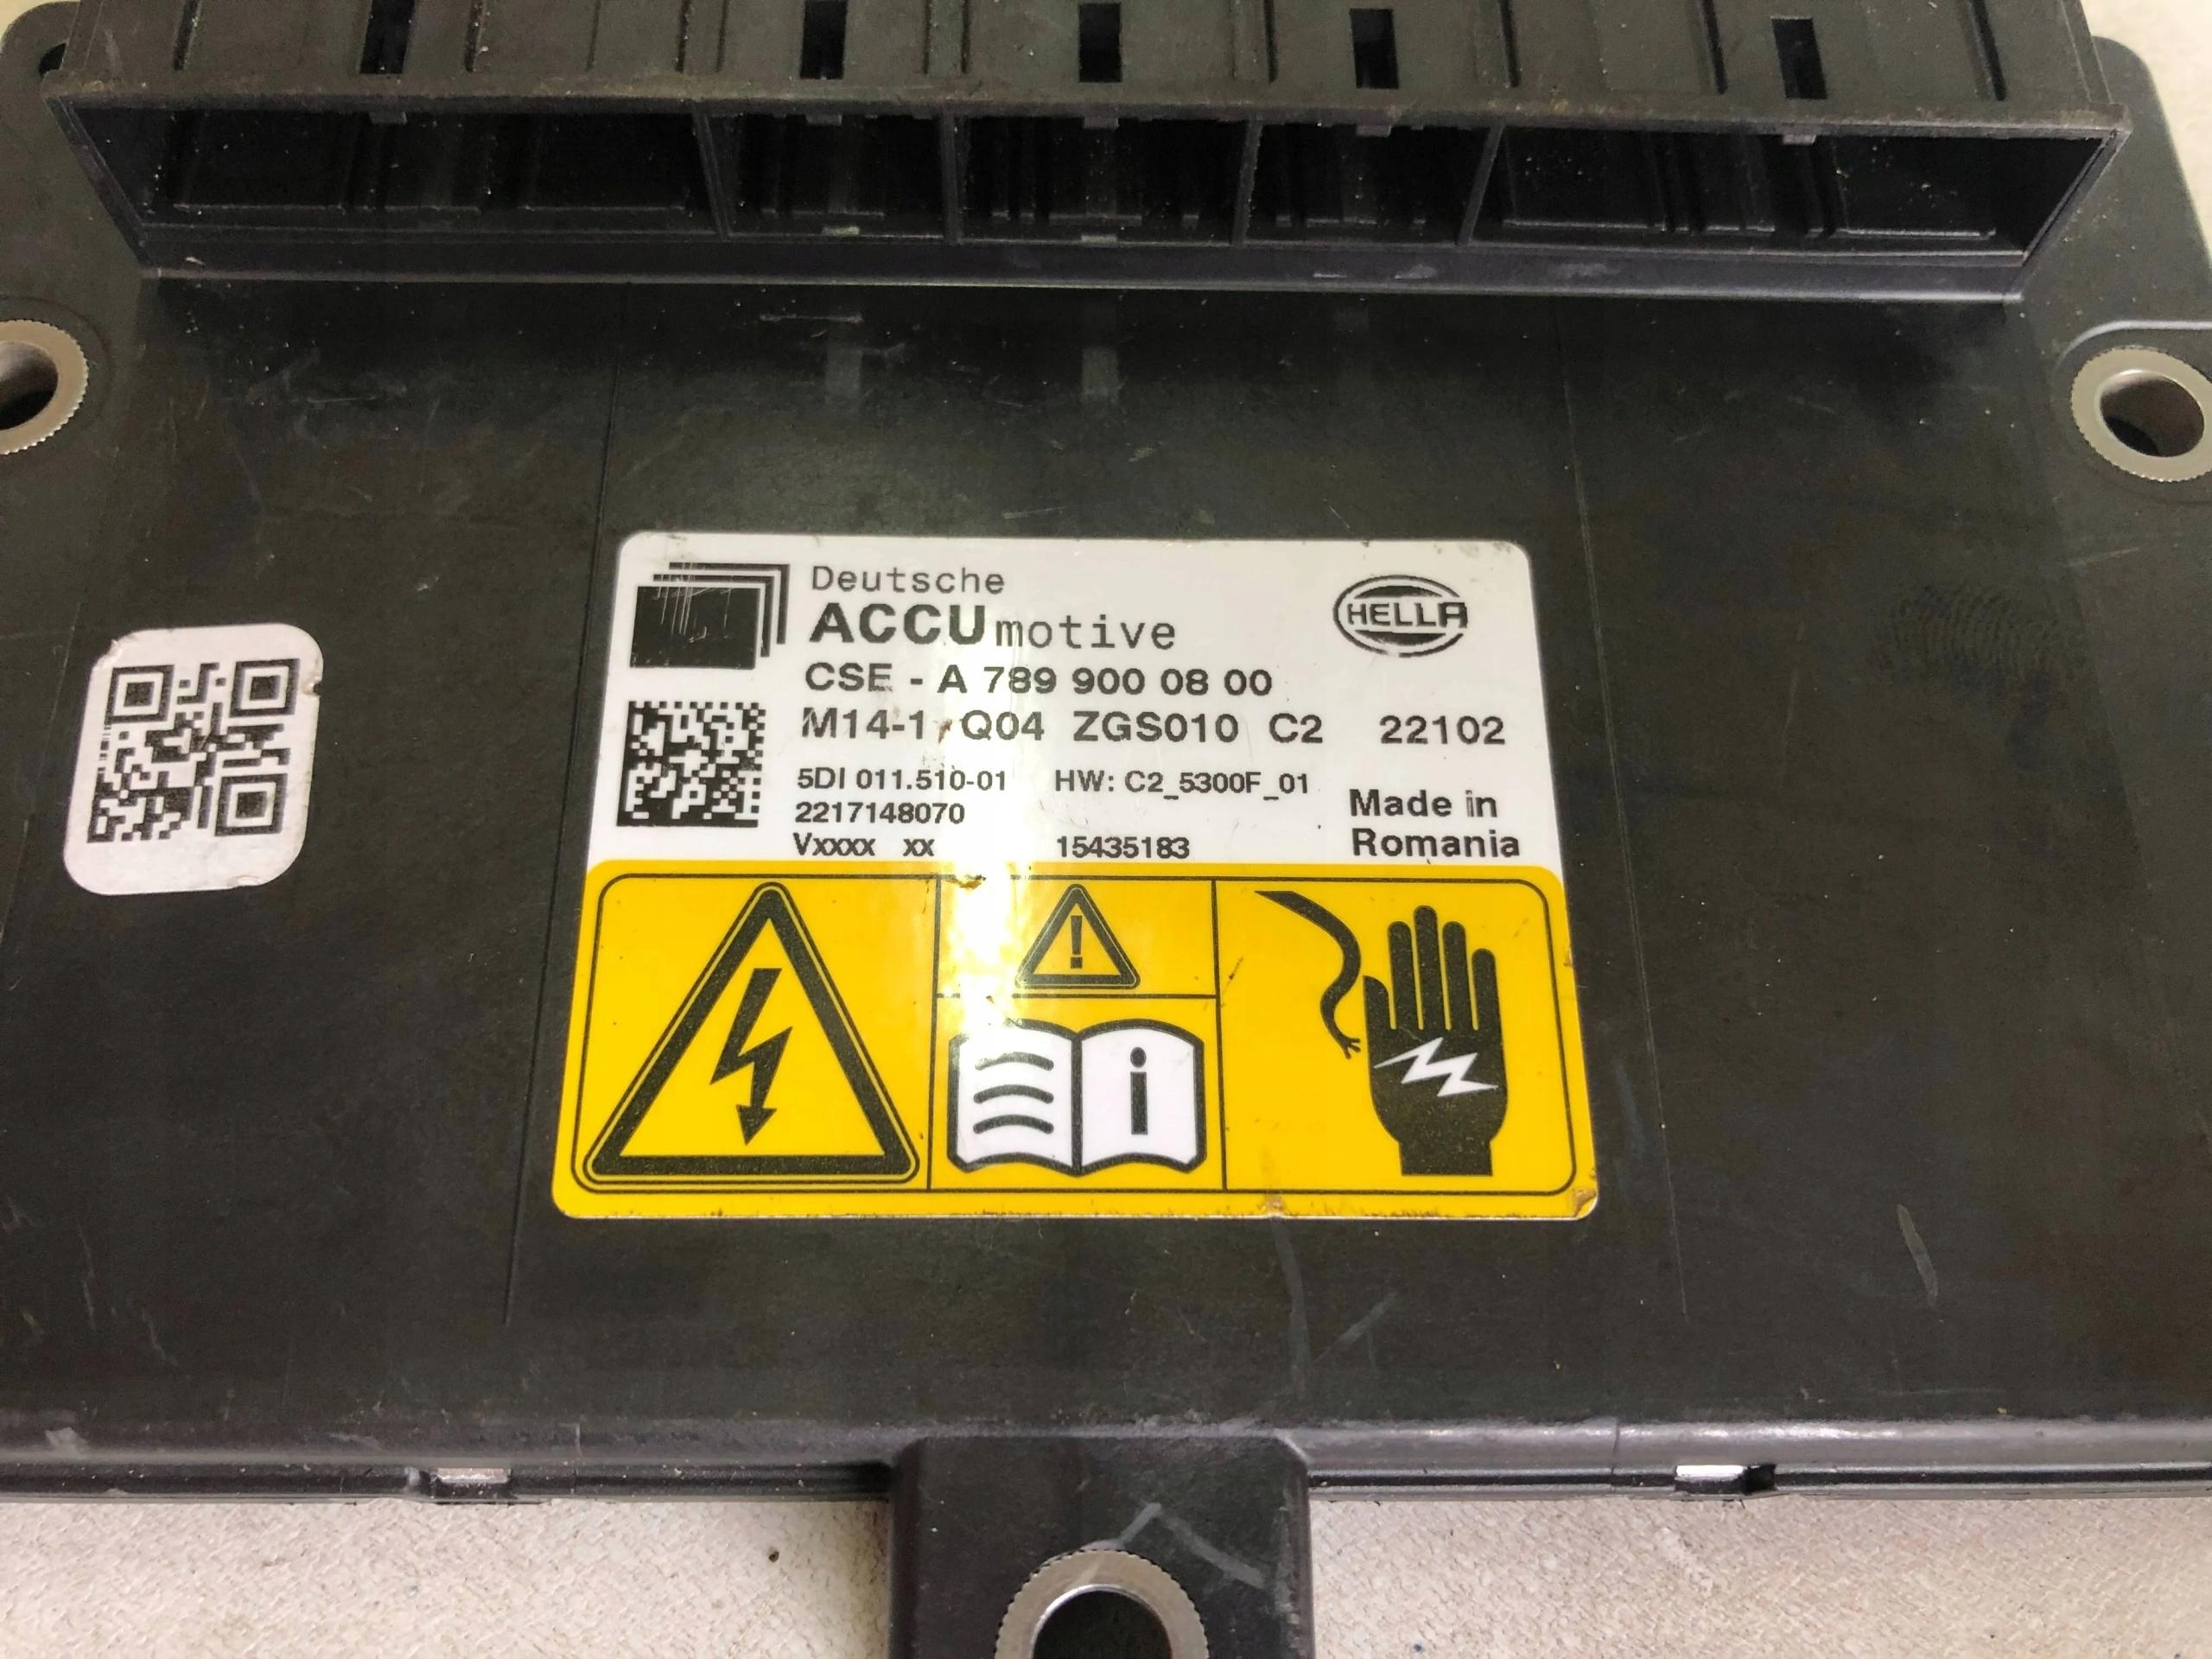 Deutsche
ACCUmotive
HELLA
CSE - A 789 900 08 00
M14-1 Q04 ZGS010 C2 22102
5DI 011.510-01 HW: C2_5300F_01
2217148070
Made in
Romania
Vxxxx xx 15435183